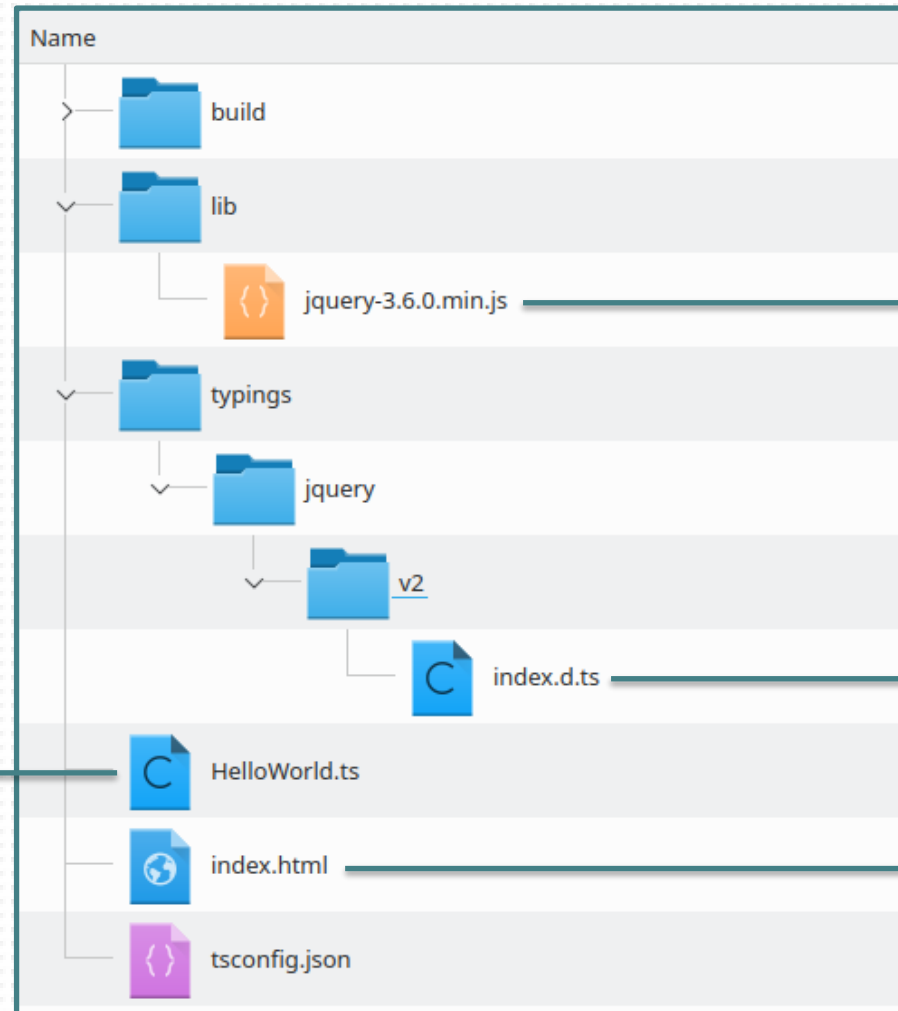 Name
build
lib
jquery-3.6.0.min.js
typings
jquery
v2
index.d.ts
HelloWorld.ts
index.html
tsconfig.json